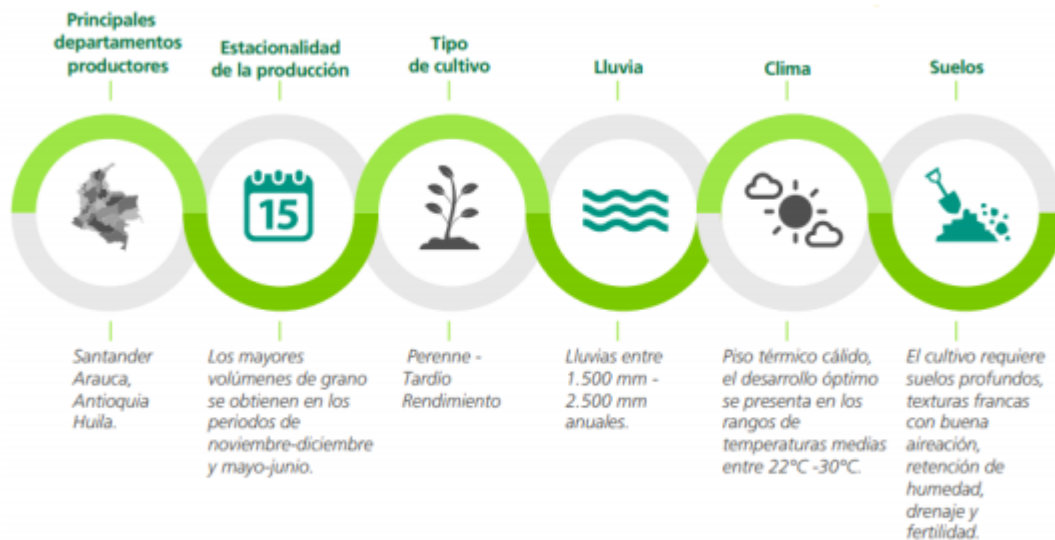 Principales
departamentos
productores
Estacionalidad
de la producción
Tipo
de cultivo
Lluvia
Clima
Suelos
15
Santander
Arauca,
Antioquia
Huila.
Los mayores
volúmenes de grano
se obtienen en los
periodos de
noviembre-diciembre
y mayo-junio.
Perenne -
Tardío
Rendimiento
Lluvias entre
1.500 mm -
2.500 mm
anuales.
Piso térmico cálido,
el desarrollo óptimo
se presenta en los
rangos de
temperaturas medias
entre 22°C -30°C.
El cultivo requiere
suelos profundos,
texturas francas
con buena
aireación,
retención de
humedad,
drenaje y
fertilidad.